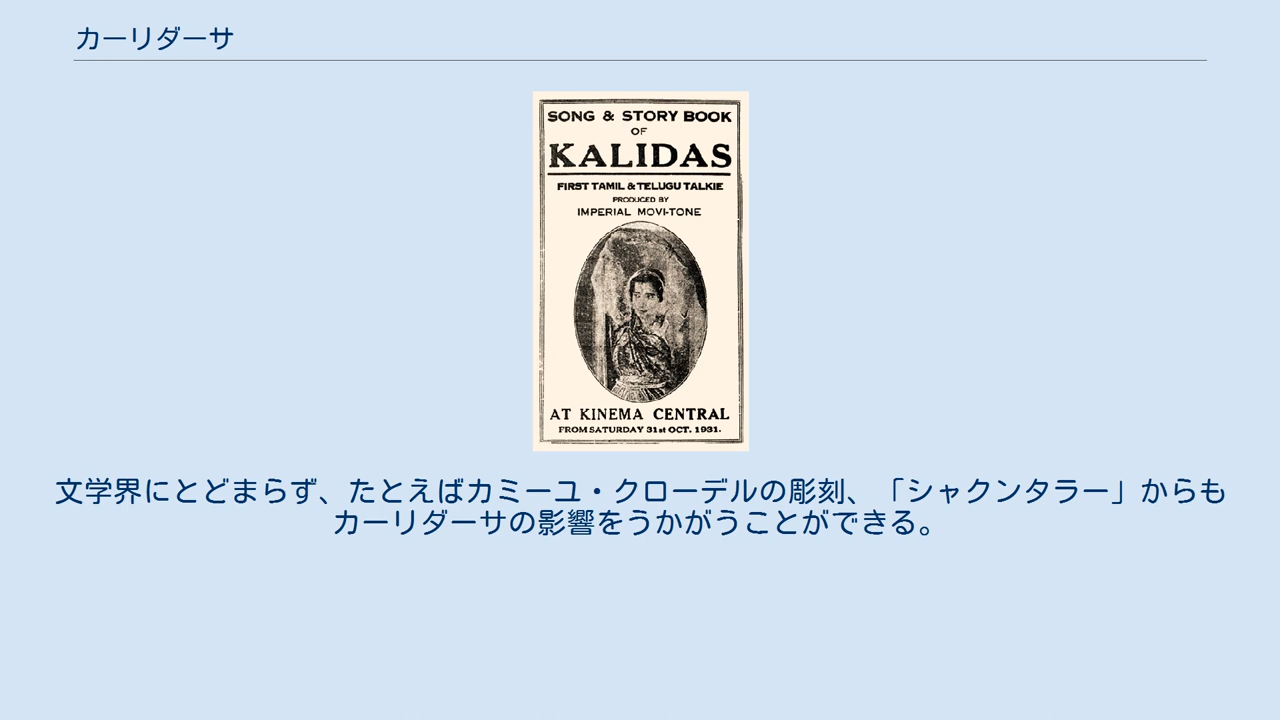 カーリダーサ
SONG & STORY BOOK
OF
KALIDAS
FIRST TAMIL & TELUGU TALKIE
PRODUCED BY
IMPERIAL MOVI-TONE
AT KINEMA CENTRAL
FROM SATURDAY 31st OCT. 1931.
文学界にとどまらず、たとえばカミーユ・クローデルの彫刻、「シャクンタラー」からも
カーリダーサの影響をうかがうことができる。